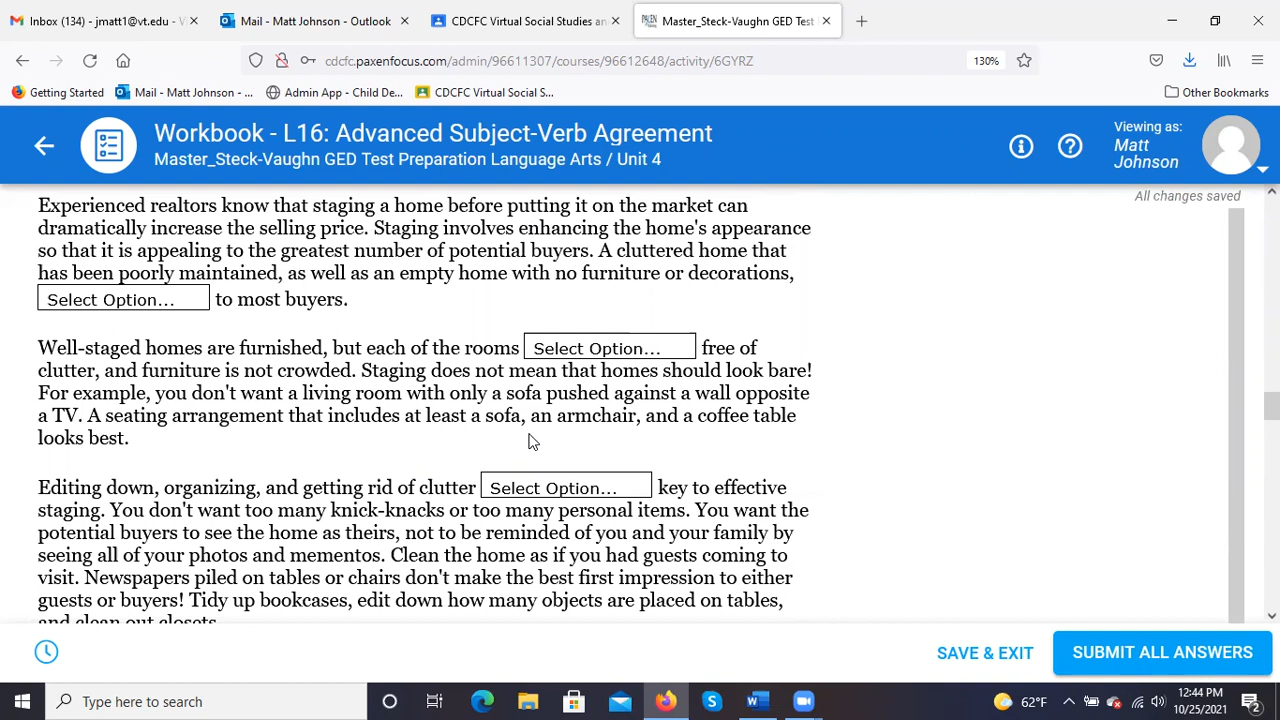 Inbox (134) - jmatt1@vt.edu - V
Mail - Matt Johnson - Outlook
CDCFC Virtual Social Studies an
Master_Steck-Vaughn GED Test
cdcfc.paxenfocus.com/admin/96611307/courses/96612648/activity/6GYRZ
130%
Getting Started
Mail - Matt Johnson - ...
Admin App - Child De...
CDCFC Virtual Social S...
Other Bookmarks
Workbook - L16: Advanced Subject-Verb Agreement
Master_Steck-Vaughn GED Test Preparation Language Arts / Unit 4
Viewing as:
Matt
Johnson
All changes saved
Experienced realtors know that staging a home before putting it on the market can
dramatically increase the selling price. Staging involves enhancing the home's appearance
so that it is appealing to the greatest number of potential buyers. A cluttered home that
has been poorly maintained, as well as an empty home with no furniture or decorations,
Select Option... to most buyers.
Well-staged homes are furnished, but each of the rooms Select Option... free of
clutter, and furniture is not crowded. Staging does not mean that homes should look bare!
For example, you don't want a living room with only a sofa pushed against a wall opposite
a TV. A seating arrangement that includes at least a sofa, an armchair, and a coffee table
looks best.
Editing down, organizing, and getting rid of clutter Select Option... key to effective
staging. You don't want too many knick-knacks or too many personal items. You want the
potential buyers to see the home as theirs, not to be reminded of you and your family by
seeing all of your photos and mementos. Clean the home as if you had guests coming to
visit. Newspapers piled on tables or chairs don't make the best first impression to either
guests or buyers! Tidy up bookcases, edit down how many objects are placed on tables,
and clean out closets.
SAVE & EXIT
SUBMIT ALL ANSWERS
Type here to search
62°F
12:44 PM
10/25/2021
2